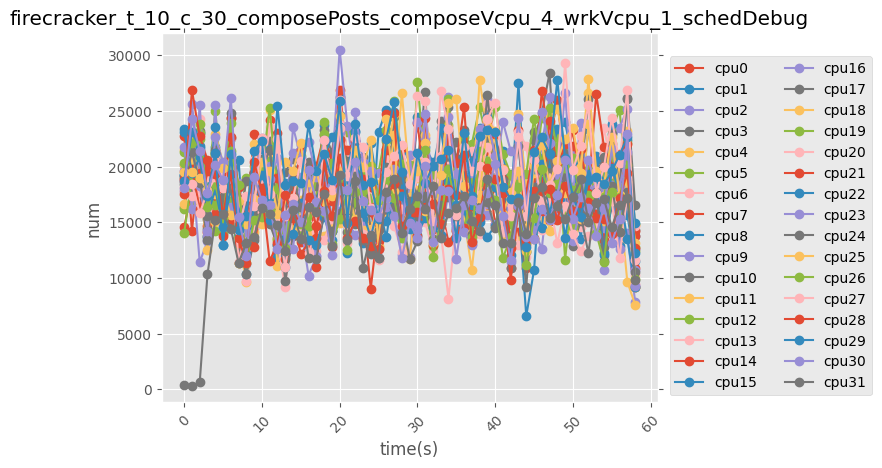 firecracker_t_10_c_30_composePosts_composeVcpu_4_wrkVcpu_1_schedDebug
num
30000
25000
20000
15000
10000
5000
0
0
10
20
30
40
50
60
time(s)
cpu0
cpu1
cpu2
cpu3
cpu4
cpu5
cpu6
cpu7
cpu8
cpu9
cpu10
cpu11
cpu12
cpu13
cpu14
cpu15
cpu16
cpu17
cpu18
cpu19
cpu20
cpu21
cpu22
cpu23
cpu24
cpu25
cpu26
cpu27
cpu28
cpu29
cpu30
cpu31